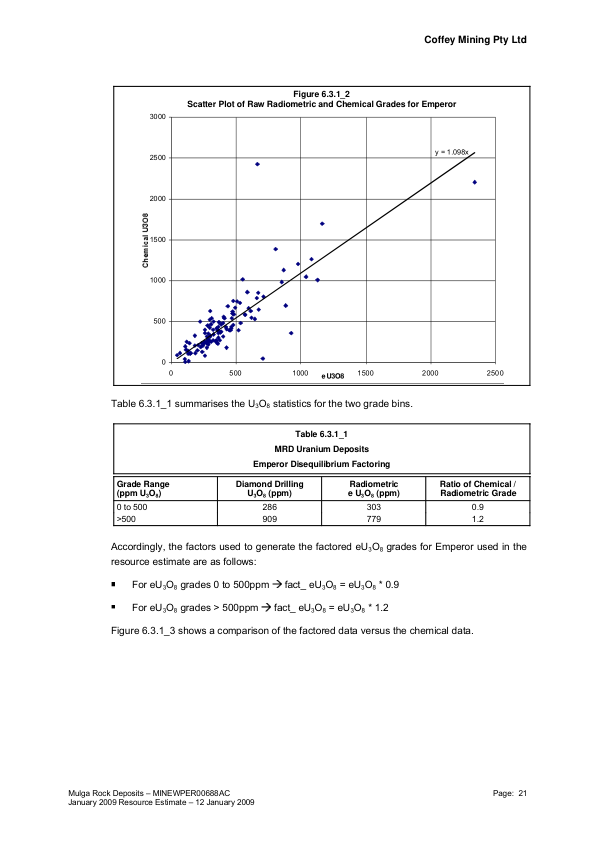 Coffey Mining Pty Ltd
Figure 6.3.1_2
Scatter Plot of Raw Radiometric and Chemical Grades for Emperor
3000
2500
2000
1500
1000
500
0
Chemical U3O8
y = 1.098x
0
500
1000
1500
2000
2500
e U3O8
Table 6.3.1_1 summarises the U₃O₈ statistics for the two grade bins.
Table 6.3.1_1
MRD Uranium Deposits
Emperor Disequilibrium Factoring
Grade Range (ppm U₃O₈) | Diamond Drilling U₃O₈ (ppm) | Radiometric e U₃O₈ (ppm) | Ratio of Chemical / Radiometric Grade
0 to 500 | 286 | 303 | 0.9
>500 | 909 | 779 | 1.2
Accordingly, the factors used to generate the factored eU₃O₈ grades for Emperor used in the
resource estimate are as follows:
▪ For eU₃O₈ grades 0 to 500ppm → fact_ eU₃O₈ = eU₃O₈ * 0.9
▪ For eU₃O₈ grades > 500ppm → fact_ eU₃O₈ = eU₃O₈ * 1.2
Figure 6.3.1_3 shows a comparison of the factored data versus the chemical data.
Mulga Rock Deposits – MINEWPER00688AC Page: 21
January 2009 Resource Estimate – 12 January 2009